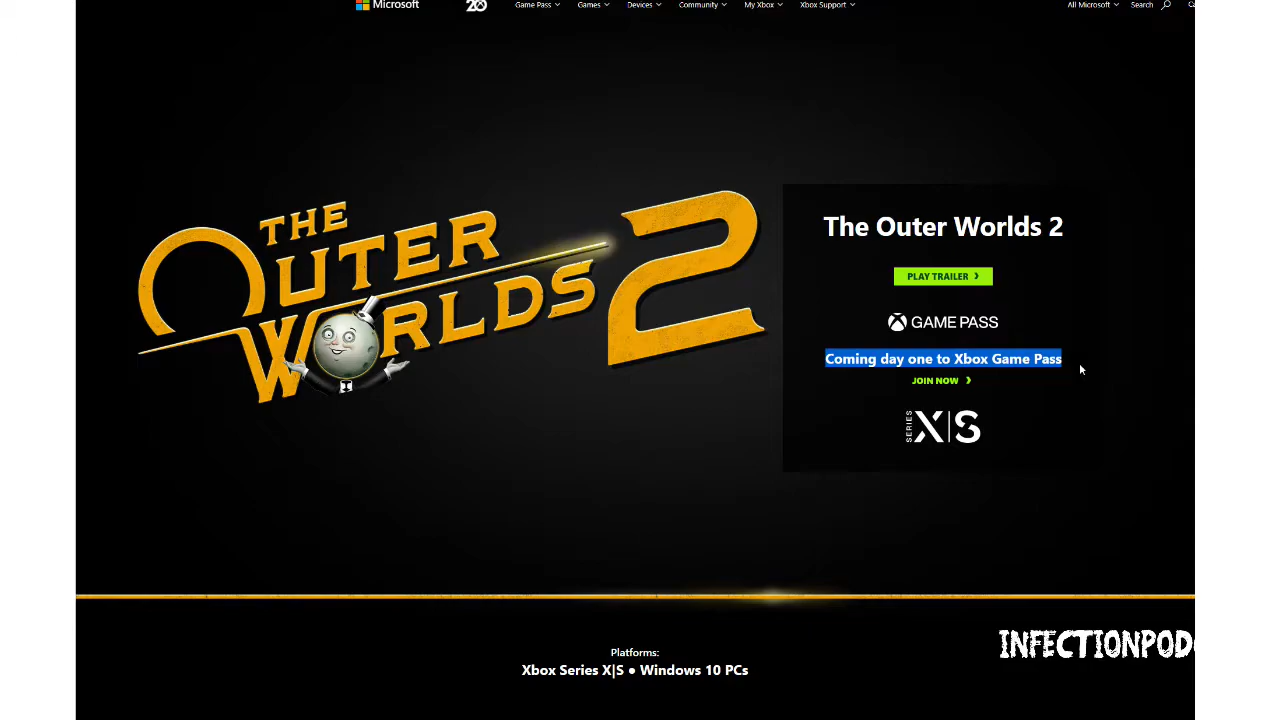 Microsoft 20 Game Pass Games Devices Community My Xbox Xbox Support All Microsoft Search
THE
OUTER
WORLDS 2
The Outer Worlds 2
PLAY TRAILER
GAME PASS
Coming day one to Xbox Game Pass
JOIN NOW
SERIES X|S
INFECTIONPOD
Platforms:
Xbox Series X|S ● Windows 10 PCs